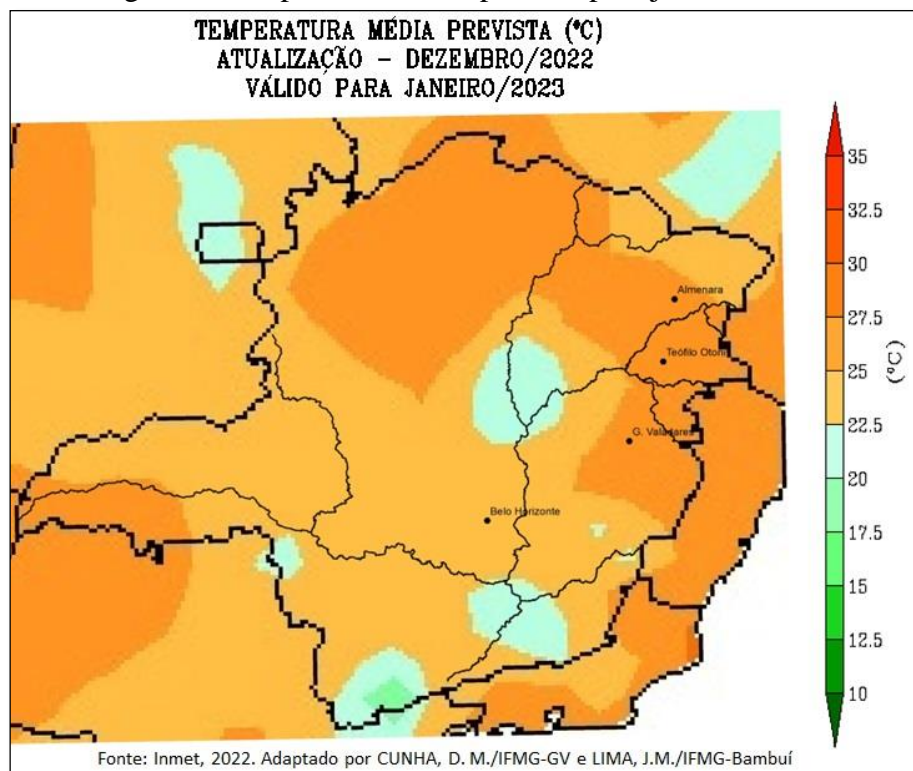 TEMPERATURA MÉDIA PREVISTA (°C)
ATUALIZAÇÃO - DEZEMBRO/2022
VÁLIDO PARA JANEIRO/2023
35
32.5
30
27.5
25
22.5
20
17.5
15
12.5
10
(°C)
Almenara
Teófilo Otoni
G. Valadares
Belo Horizonte
Fonte: Inmet, 2022. Adaptado por CUNHA, D. M./IFMG-GV e LIMA, J.M./IFMG-Bambuí